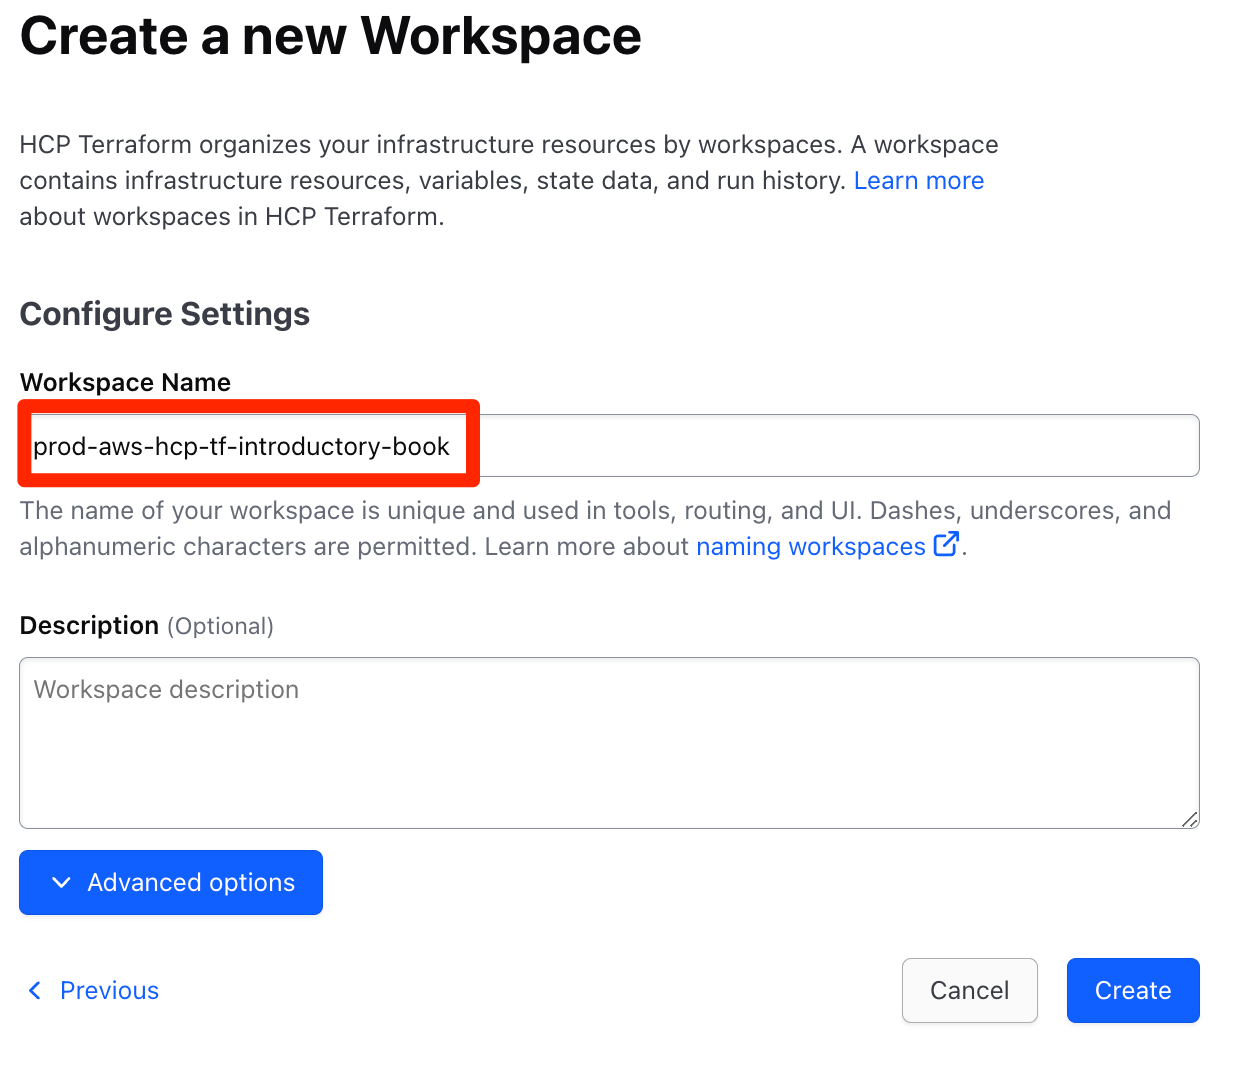 Create a new Workspace
HCP Terraform organizes your infrastructure resources by workspaces. A workspace
contains infrastructure resources, variables, state data, and run history. Learn more
about workspaces in HCP Terraform.
Configure Settings
Workspace Name
prod-aws-hcp-tf-introductory-book
The name of your workspace is unique and used in tools, routing, and UI. Dashes, underscores, and
alphanumeric characters are permitted. Learn more about naming workspaces.
Description (Optional)
Workspace description
Advanced options
Previous
Cancel
Create